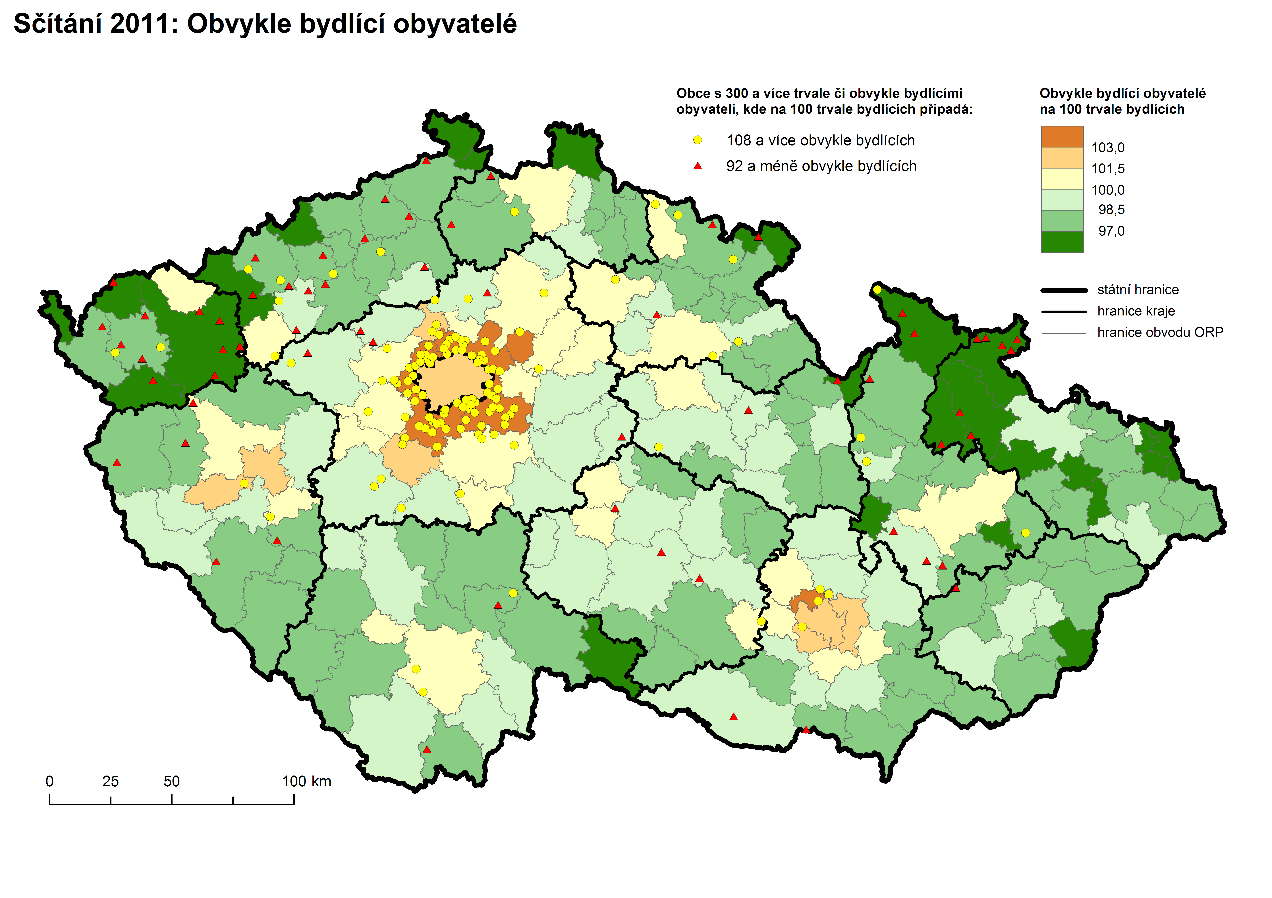 Sčítání 2011: Obvykle bydlící obyvatelé
Obce s 300 a více trvale či obvykle bydlícími
obyvateli, kde na 100 trvale bydlících připadá:
108 a více obvykle bydlících
92 a méně obvykle bydlících
Obvykle bydlící obyvatelé
na 100 trvale bydlících
103,0
101,5
100,0
98,5
97,0
státní hranice
hranice kraje
hranice obvodu ORP
0 25 50 100 km